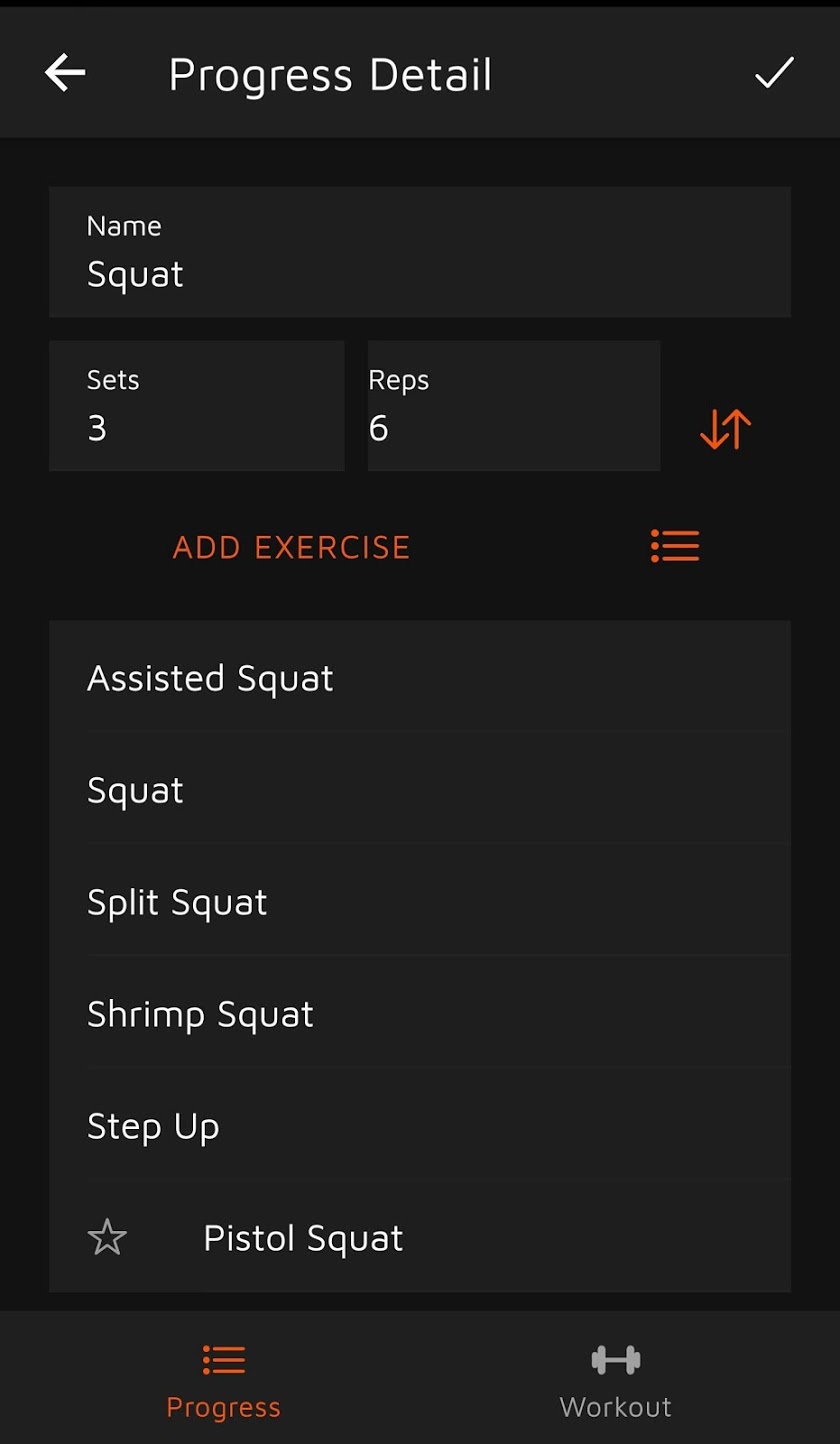 Progress Detail
Name
Squat
Sets
Reps
3
6
ADD EXERCISE
Assisted Squat
Squat
Split Squat
Shrimp Squat
Step Up
Pistol Squat
Progress
Workout